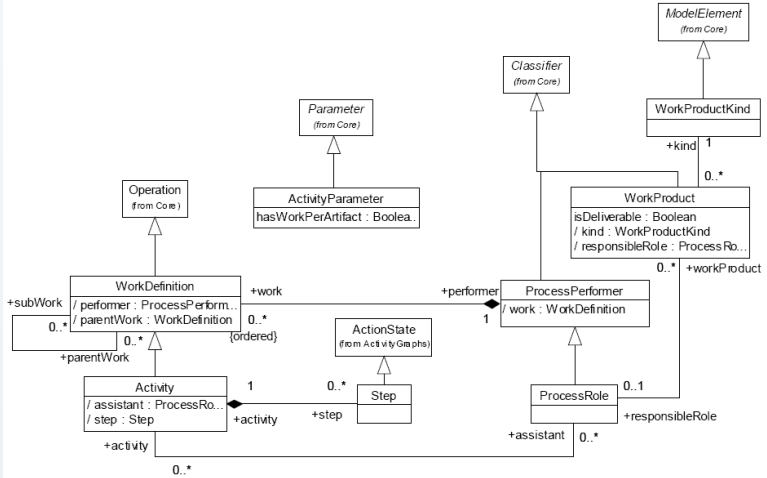 ModelElement
(from Core)
Classifier
(from Core)
Parameter
(from Core)
WorkProductKind
+kind
1
0..*
Operation
(from Core)
ActivityParameter
hasWorkPerArtifact : Boolea..
WorkProduct
isDeliverable : Boolean
/ kind : WorkProductKind
/ responsibleRole : ProcessRo...
0..*
+workProduct
WorkDefinition
/ performer : ProcessPerform...
/ parentWork : WorkDefinition
+subWork
0..*
0..*
+parentWork
+work
0..*
{ordered}
+performer
1
ProcessPerformer
/ work : WorkDefinition
ActionState
(from ActivityGraphs)
Activity
/ assistant : ProcessRo...
/ step : Step
1
+activity
0..*
+step
Step
ProcessRole
0..1
+responsibleRole
+assistant
0..*
+activity
0..*